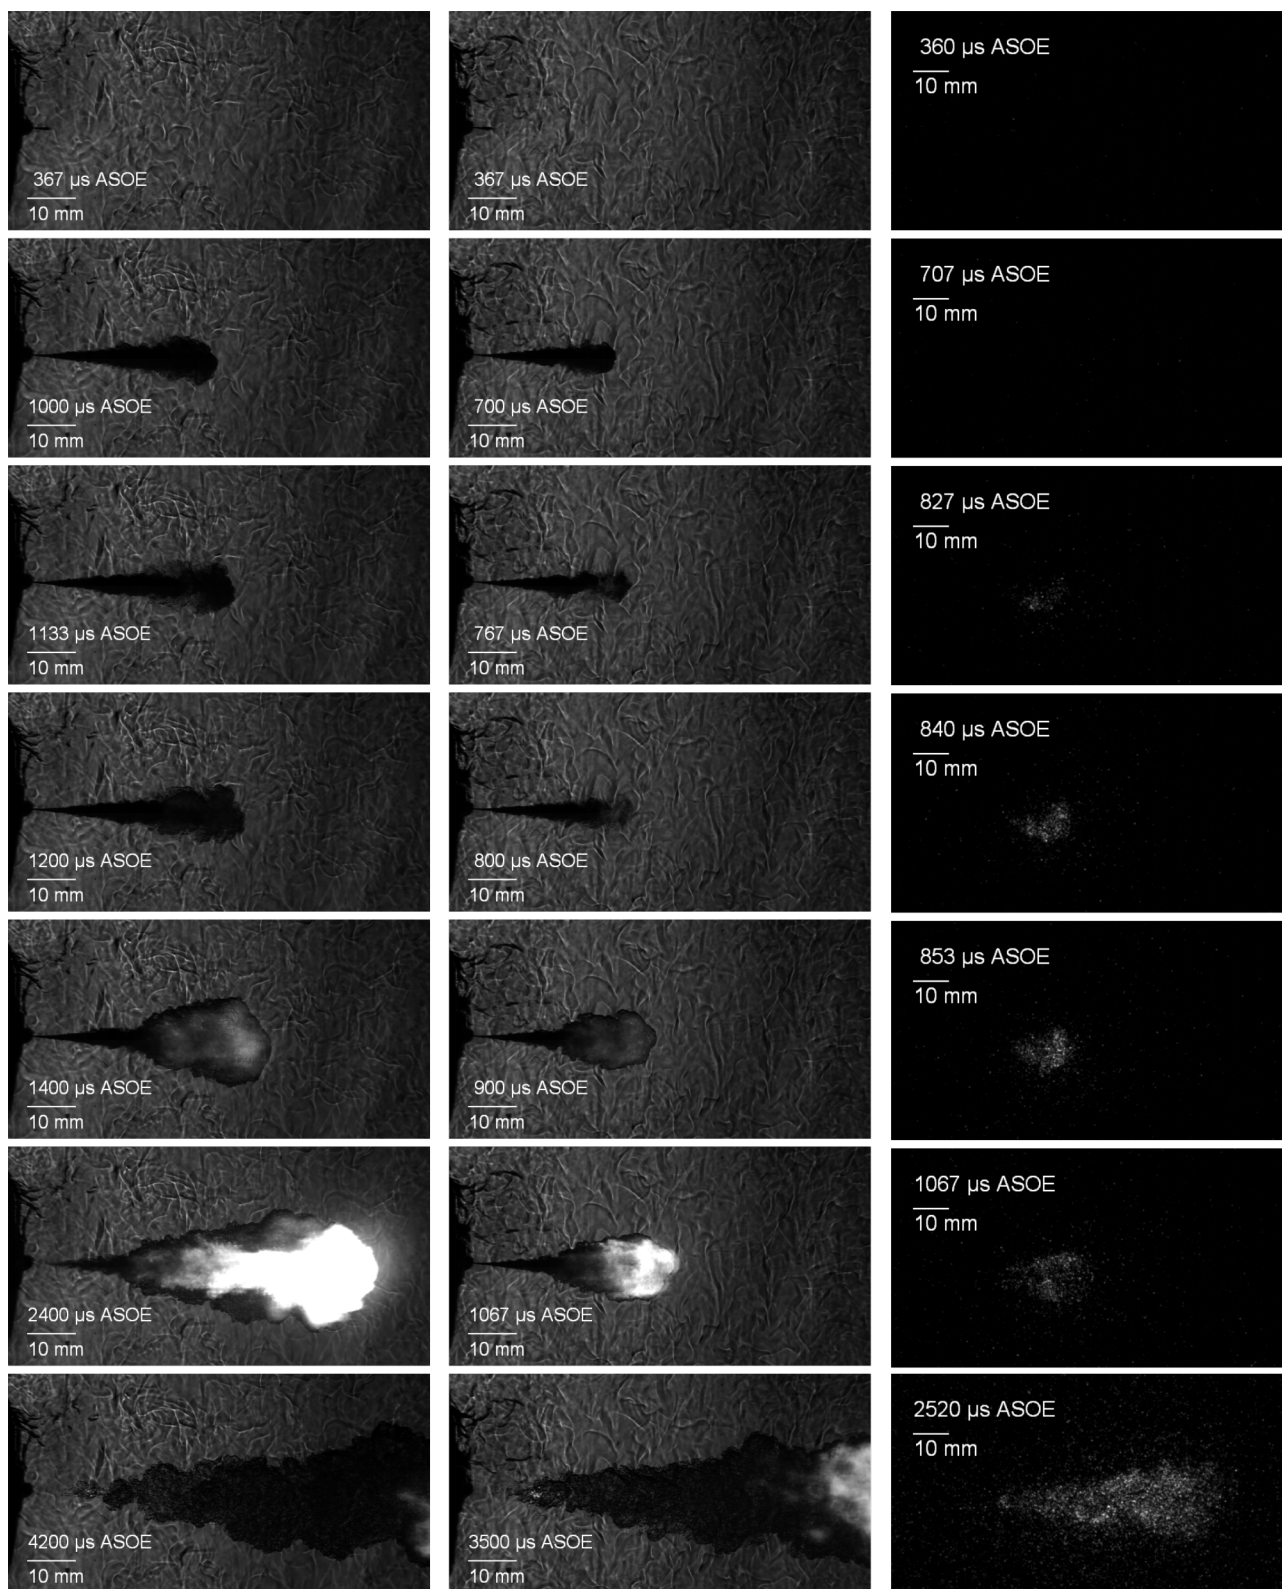 367 µs ASOE
10 mm
367 µs ASOE
10 mm
360 µs ASOE
10 mm
1000 µs ASOE
10 mm
700 µs ASOE
10 mm
707 µs ASOE
10 mm
1133 µs ASOE
10 mm
767 µs ASOE
10 mm
827 µs ASOE
10 mm
1200 µs ASOE
10 mm
800 µs ASOE
10 mm
840 µs ASOE
10 mm
1400 µs ASOE
10 mm
900 µs ASOE
10 mm
853 µs ASOE
10 mm
2400 µs ASOE
10 mm
1067 µs ASOE
10 mm
1067 µs ASOE
10 mm
4200 µs ASOE
10 mm
3500 µs ASOE
10 mm
2520 µs ASOE
10 mm